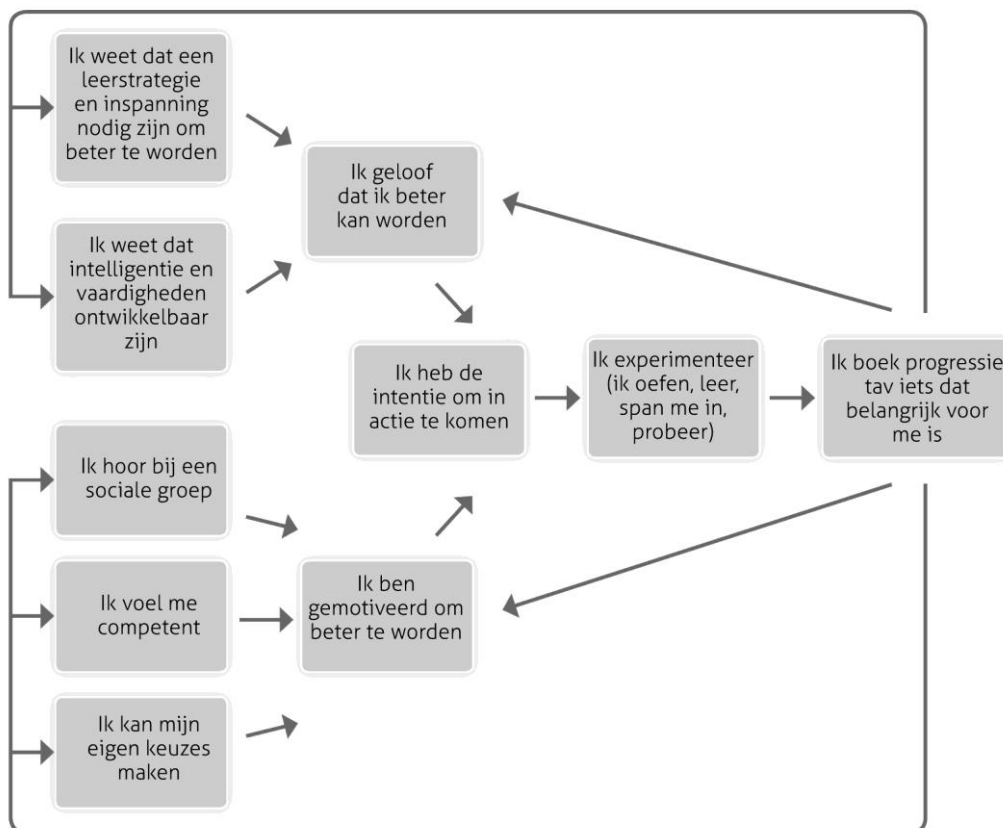 Ik weet dat een
leerstrategie
en inspanning
nodig zijn om
beter te worden
Ik geloof
dat ik beter
kan worden
Ik weet dat
intelligentie en
vaardigheden
ontwikkelbaar
zijn
Ik heb de
intentie om in
actie te komen
Ik experimenteer
(ik oefen, leer,
span me in,
probeer)
Ik boek progressie
tav iets dat
belangrijk voor
me is
Ik hoor bij een
sociale groep
Ik voel me
competent
Ik ben
gemotiveerd om
beter te worden
Ik kan mijn
eigen keuzes
maken